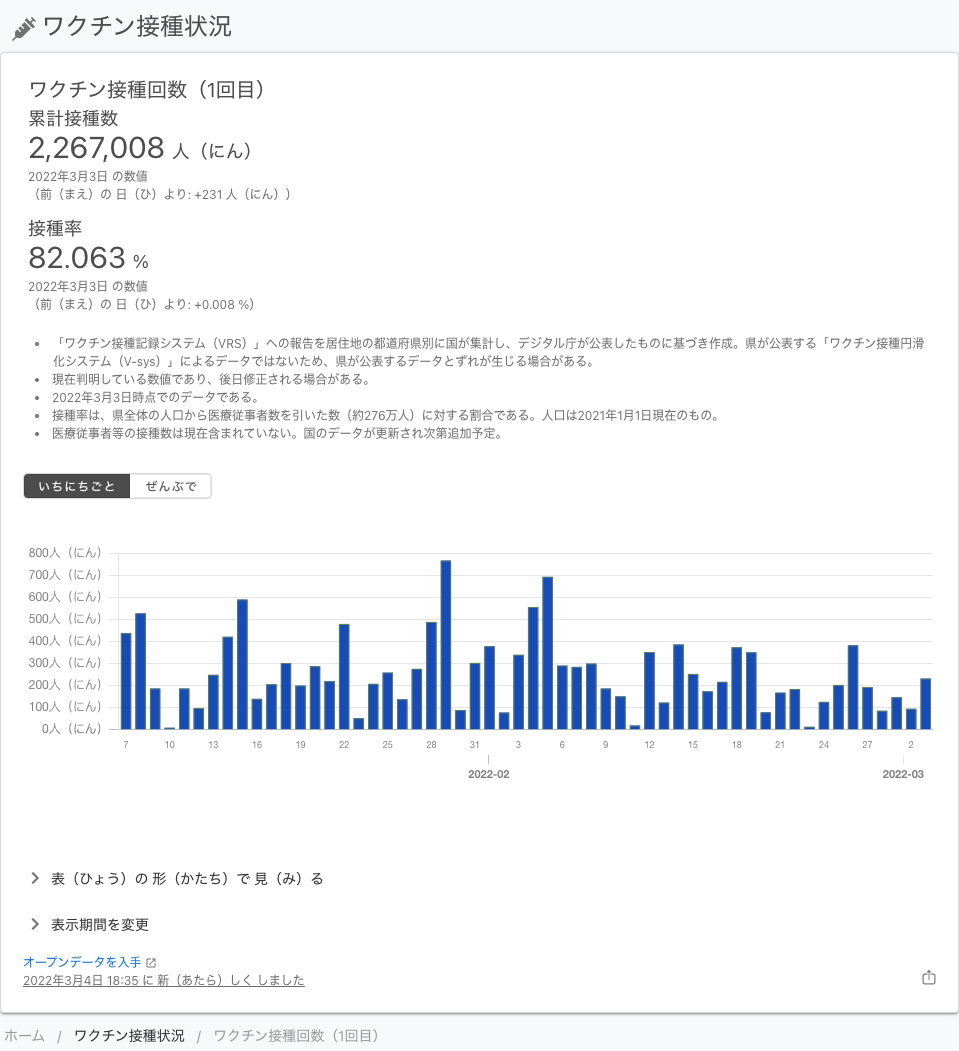 ワクチン接種状況
ワクチン接種回数（1回目）
累計接種数
2,267,008 人（にん）
2022年3月3日 の数値
（前（まえ）の 日（ひ）より: +231 人（にん））
接種率
82.063 %
2022年3月3日 の数値
（前（まえ）の 日（ひ）より: +0.008 %）
• 「ワクチン接種記録システム（VRS）」への報告を居住地の都道府県別に国が集計し、デジタル庁が公表したものに基づき作成。県が公表する「ワクチン接種円滑
化システム（V-sys）」によるデータではないため、県が公表するデータとずれが生じる場合がある。
• 現在判明している数値であり、後日修正される場合がある。
• 2022年3月3日時点でのデータである。
• 接種率は、県全体の人口から医療従事者数を引いた数（約276万人）に対する割合である。人口は2021年1月1日現在のもの。
• 医療従事者等の接種数は現在含まれていない。国のデータが更新され次第追加予定。
いちにちごと ぜんぶで
800人（にん）
700人（にん）
600人（にん）
500人（にん）
400人（にん）
300人（にん）
200人（にん）
100人（にん）
0人（にん）
7 10 13 16 19 22 25 28 31 3 6 9 12 15 18 21 24 27 2
2022-02 2022-03
表（ひょう）の 形（かたち）で 見（み）る
表示期間を変更
オープンデータを入手
2022年3月4日 18:35 に 新（あたら）しく しました
ホーム / ワクチン接種状況 / ワクチン接種回数（1回目）